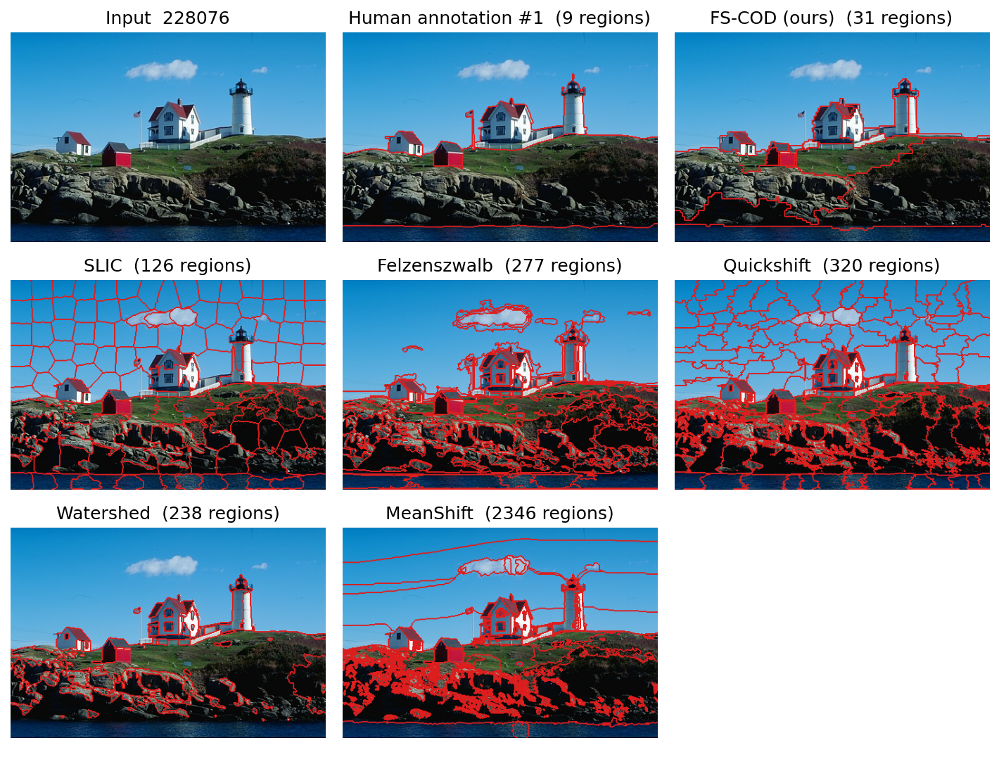 Input  228076
Human annotation #1  (9 regions)
FS-COD (ours)  (31 regions)
SLIC  (126 regions)
Felzenszwalb  (277 regions)
Quickshift  (320 regions)
Watershed  (238 regions)
MeanShift  (2346 regions)